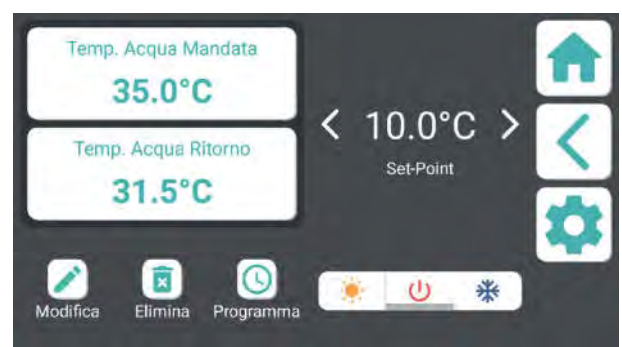 Temp. Acqua Mandata
35.0°C
Temp. Acqua Ritorno
31.5°C
10.0°C
Set-Point
Modifica
Elimina
Programma